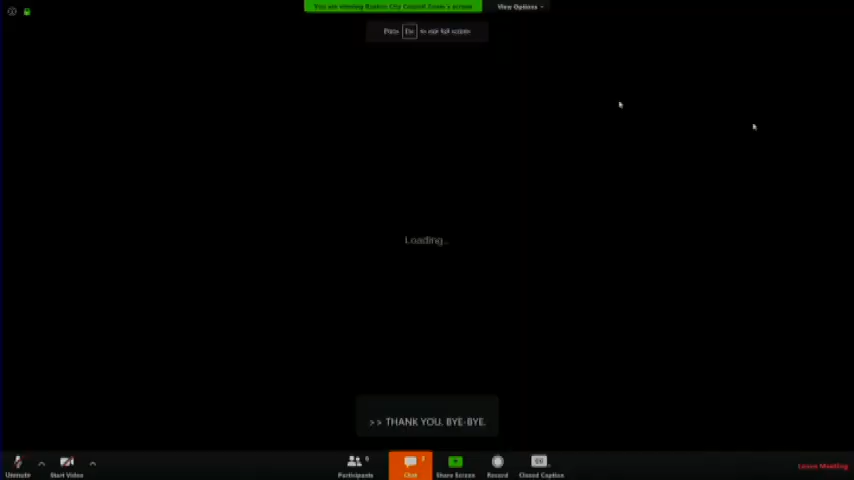 You are viewing Boston City Council Zoom's screen
View Options
Press Esc to exit full screen
Loading...
>> THANK YOU. BYE-BYE.
Unmute
Start Video
Participants
Chat
Share Screen
Record
Closed Caption
Leave Meeting